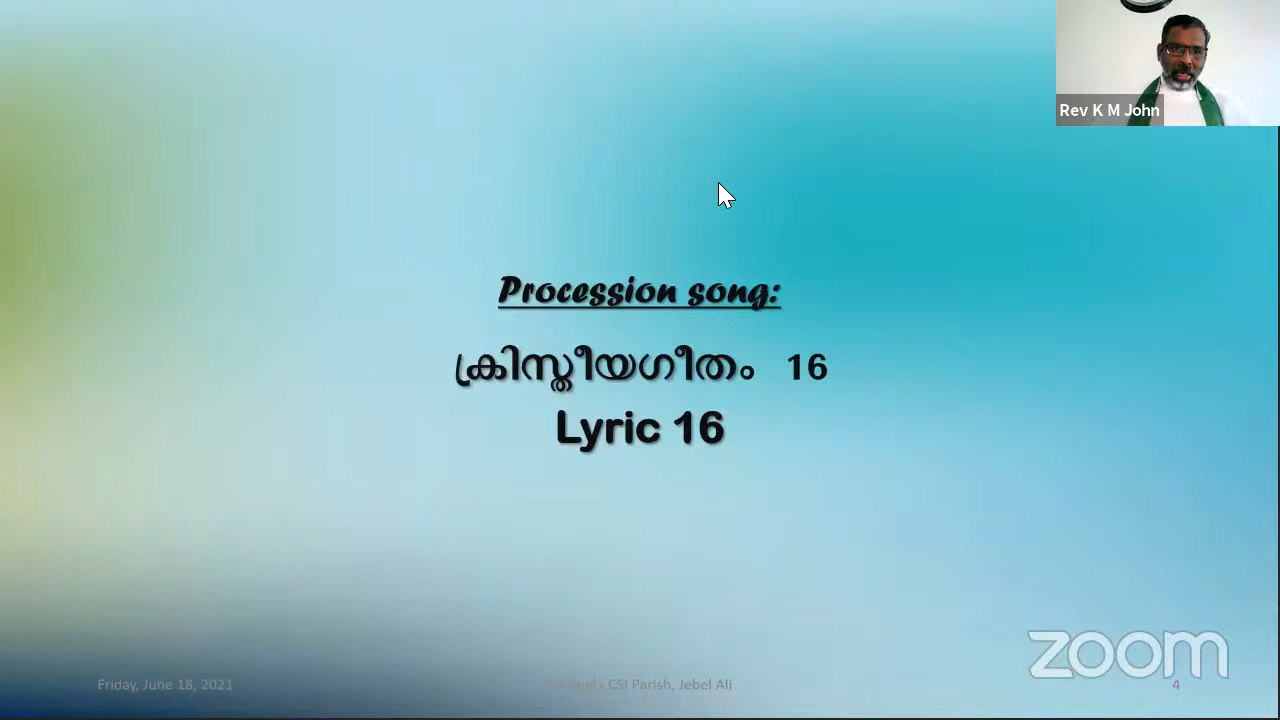 Rev K M John
Procession song:
ക്രിസ്തീയഗീതം 16
Lyric 16
zoom
Friday, June 18, 2021
CSI Parish, Jebel Ali
4